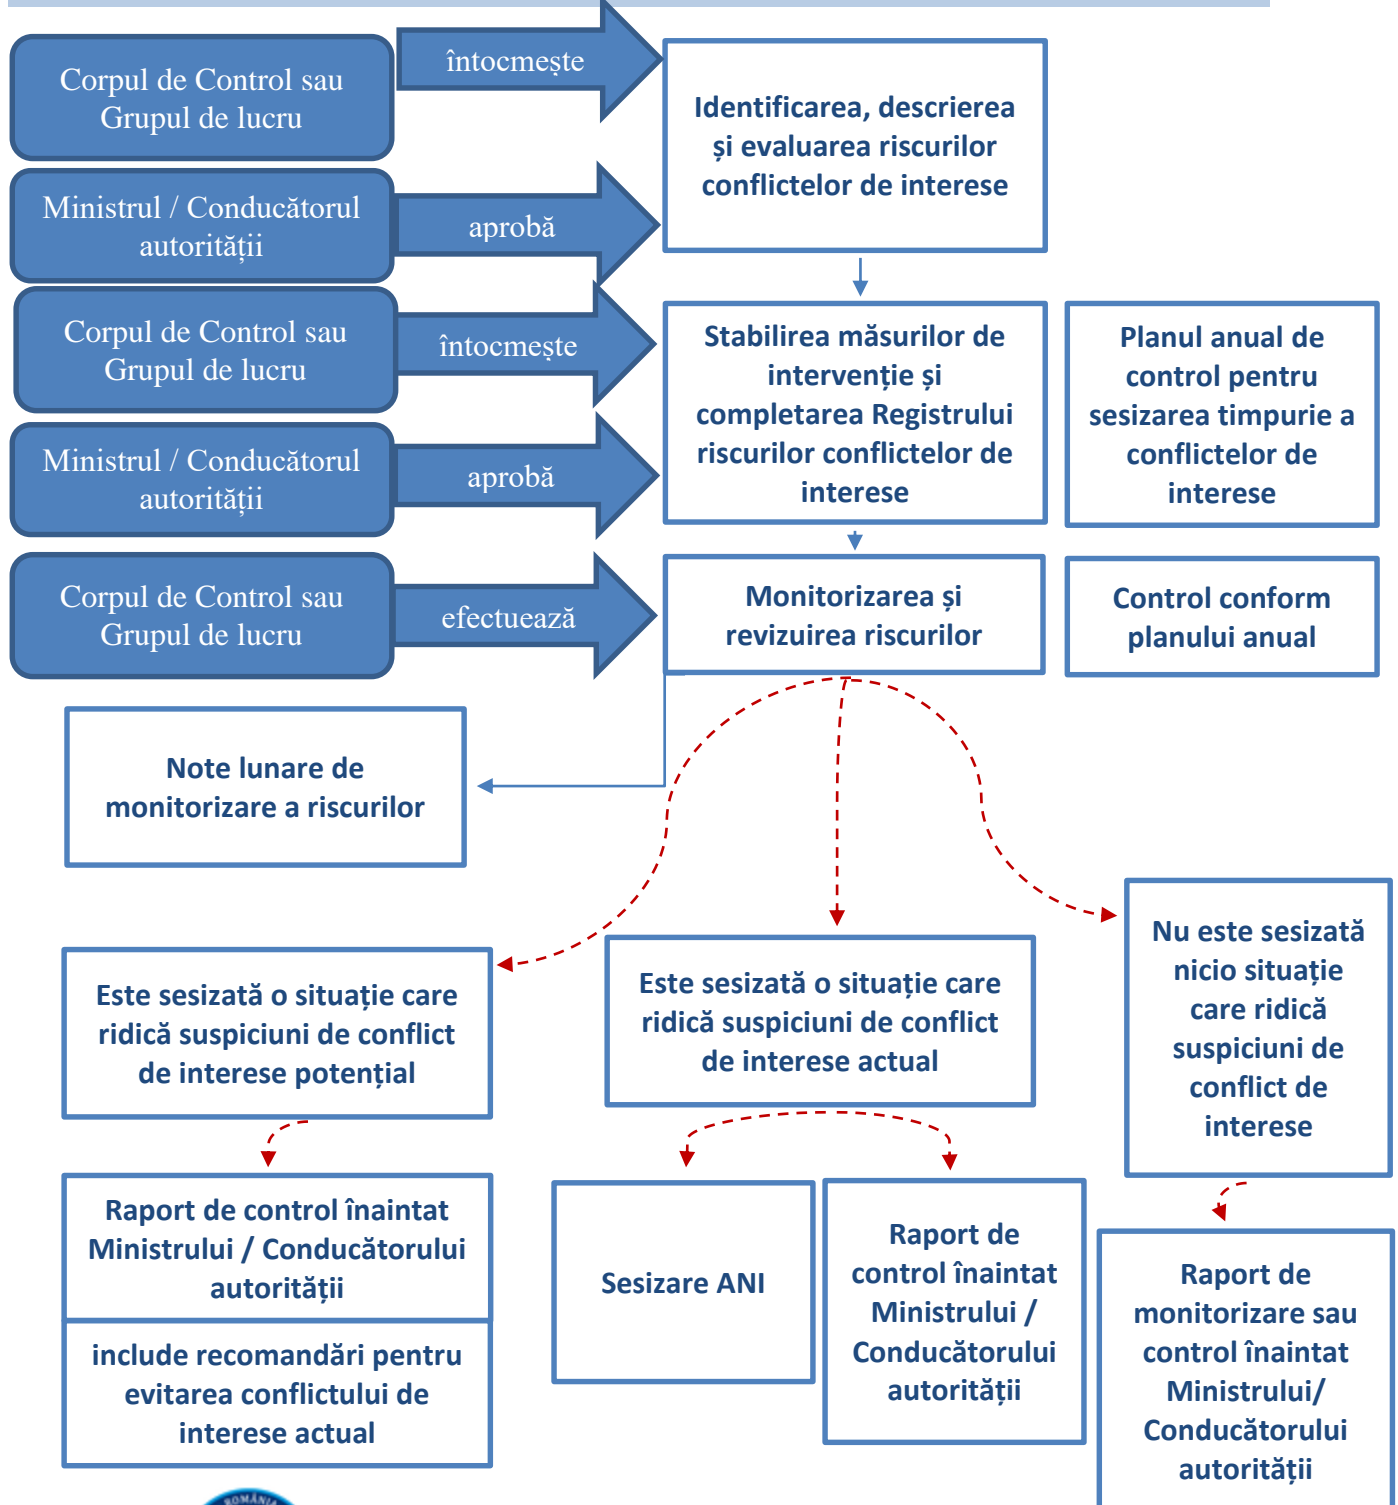 Corpul de Control sau
Grupul de lucru
întocmește
Identificarea, descrierea
și evaluarea riscurilor
conflictelor de interese
Ministrul / Conducătorul
autorității
aprobă
Corpul de Control sau
Grupul de lucru
întocmește
Stabilirea măsurilor de
intervenție și
completarea Registrului
riscurilor conflictelor de
interese
Planul anual de
control pentru
sesizarea timpurie a
conflictelor de
interese
Ministrul / Conducătorul
autorității
aprobă
Corpul de Control sau
Grupul de lucru
efectuează
Monitorizarea și
revizuirea riscurilor
Control conform
planului anual
Note lunare de
monitorizare a riscurilor
Este sesizată o situație care
ridică suspiciuni de conflict
de interese potențial
Este sesizată o situație care
ridică suspiciuni de conflict
de interese actual
Nu este sesizată
nicio situație
care ridică
suspiciuni de
conflict de
interese
Raport de control înaintat
Ministrului / Conducătorului
autorității
include recomandări pentru
evitarea conflictului de
interese actual
Sesizare ANI
Raport de
control înaintat
Ministrului /
Conducătorului
autorității
Raport de
monitorizare sau
control înaintat
Ministrului/
Conducătorului
autorității
ROMÂNIA